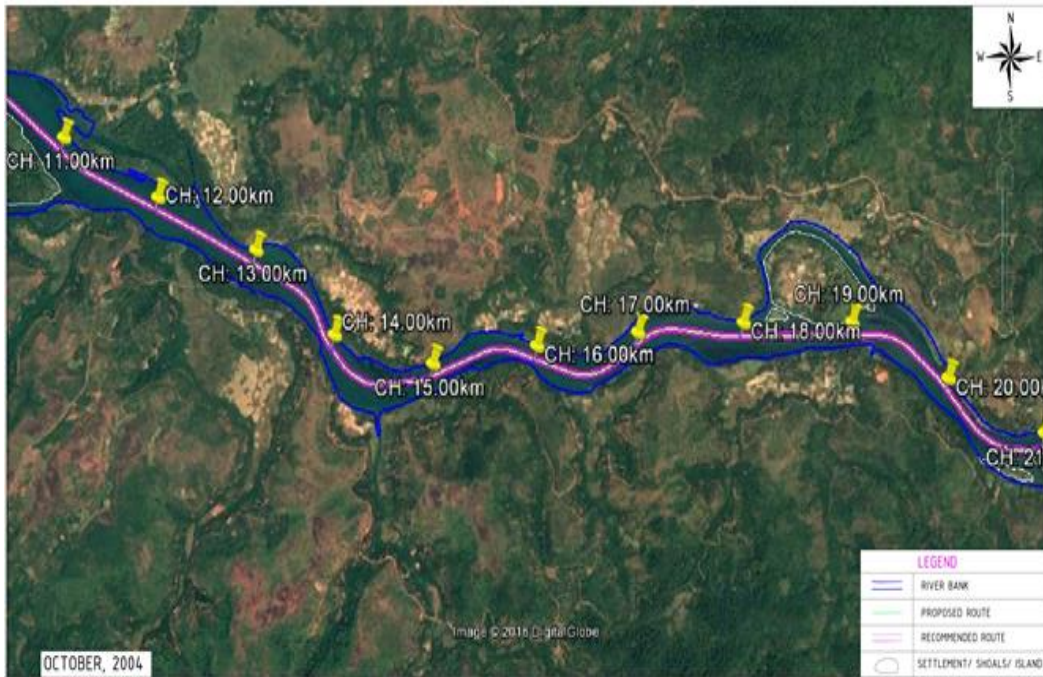 N
W E
S
CH: 11.00km
CH: 12.00km
CH: 13.00km
CH: 14.00km
CH: 15.00km
CH: 16.00km
CH: 17.00km
CH: 18.00km
CH: 19.00km
CH: 20.00k
CH: 21
Image © 2016 DigitalGlobe
OCTOBER, 2004
LEGEND
RIVER BANK
PROPOSED ROUTE
RECOMMENDED ROUTE
SETTLEMENT/ SHOALS/ ISLAND